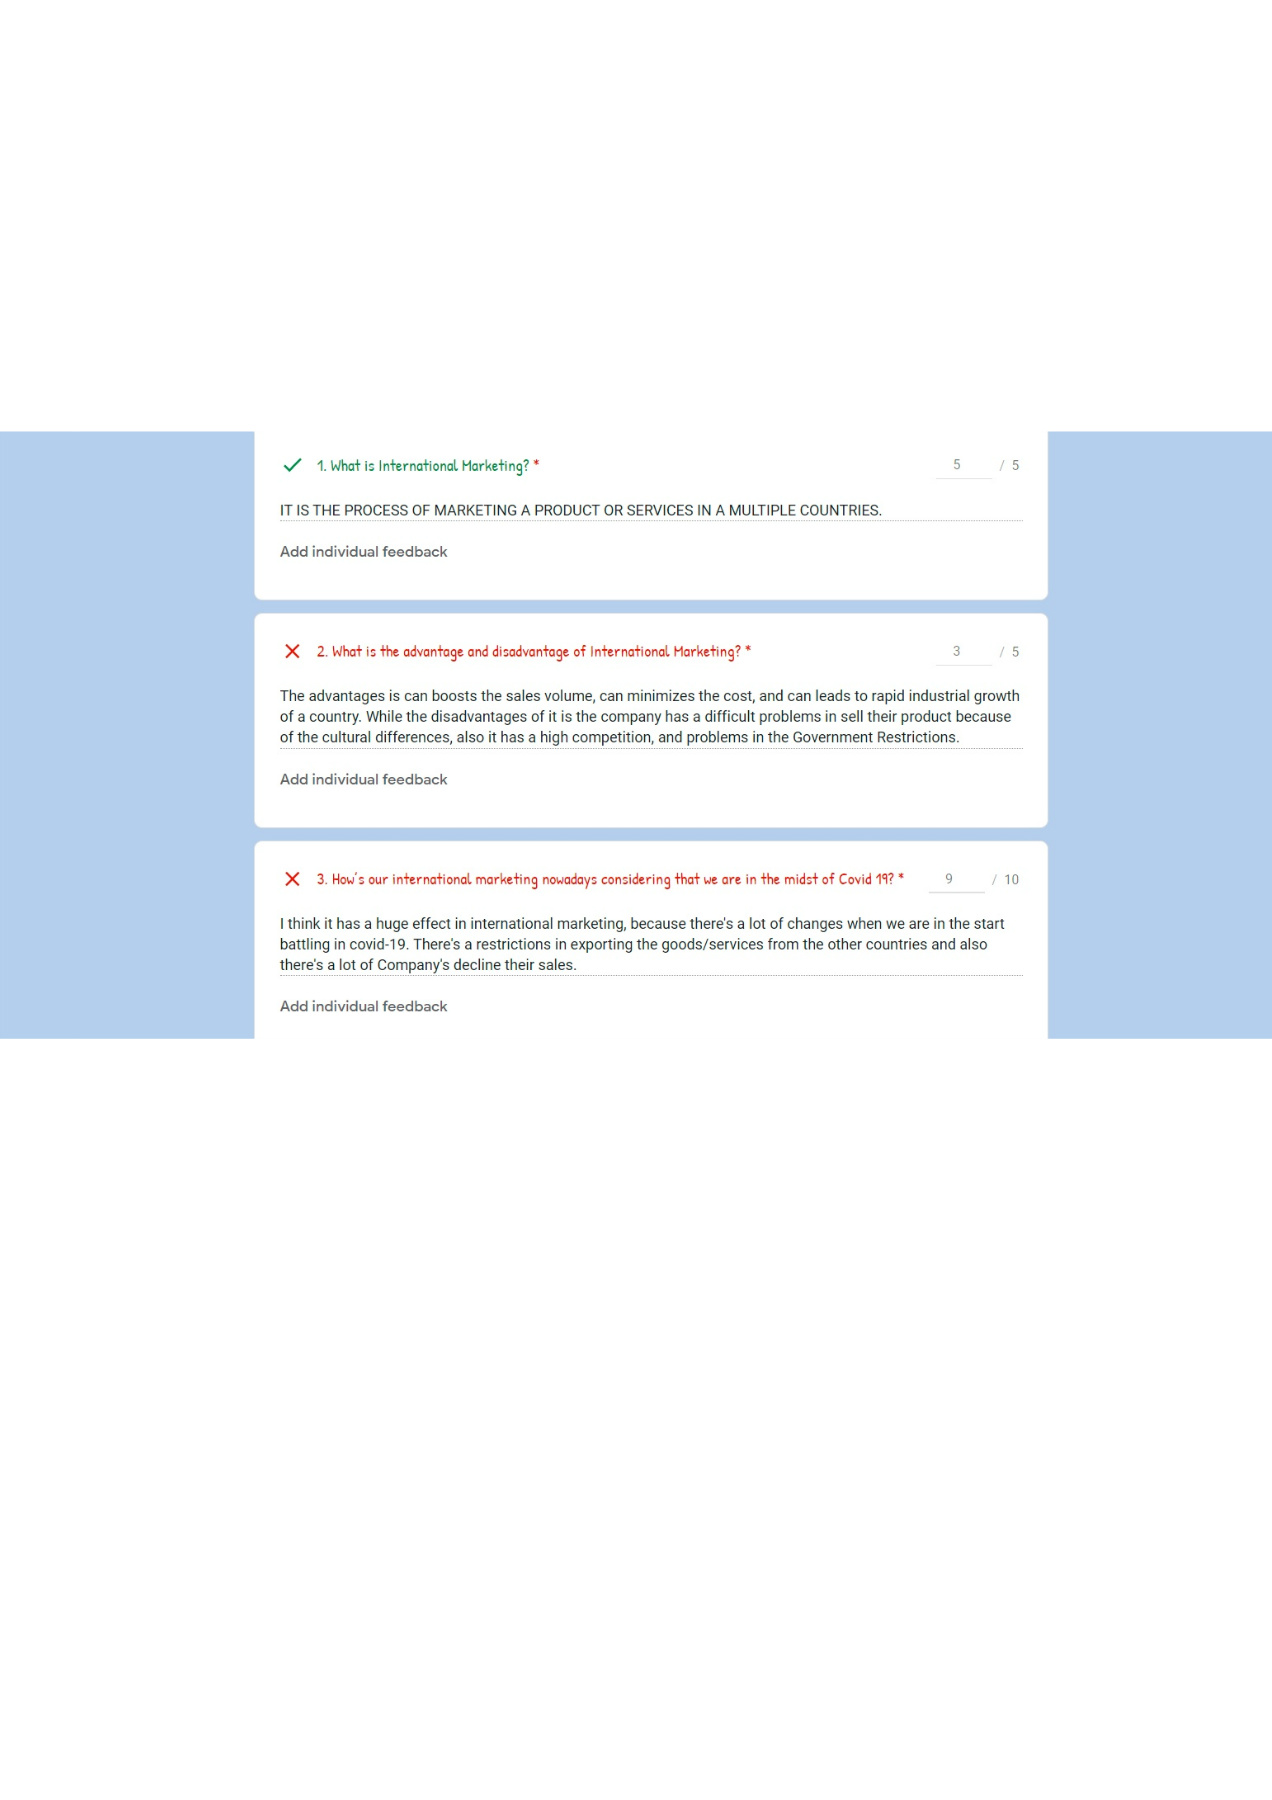 1. What is International Marketing? *
5 / 5
IT IS THE PROCESS OF MARKETING A PRODUCT OR SERVICES IN A MULTIPLE COUNTRIES.
Add individual feedback
2. What is the advantage and disadvantage of International Marketing? *
3 / 5
The advantages is can boosts the sales volume, can minimizes the cost, and can leads to rapid industrial growth
of a country. While the disadvantages of it is the company has a difficult problems in sell their product because
of the cultural differences, also it has a high competition, and problems in the Government Restrictions.
Add individual feedback
3. How's our international marketing nowadays considering that we are in the midst of Covid 19? *
9 / 10
I think it has a huge effect in international marketing, because there's a lot of changes when we are in the start
battling in covid-19. There's a restrictions in exporting the goods/services from the other countries and also
there's a lot of Company's decline their sales.
Add individual feedback